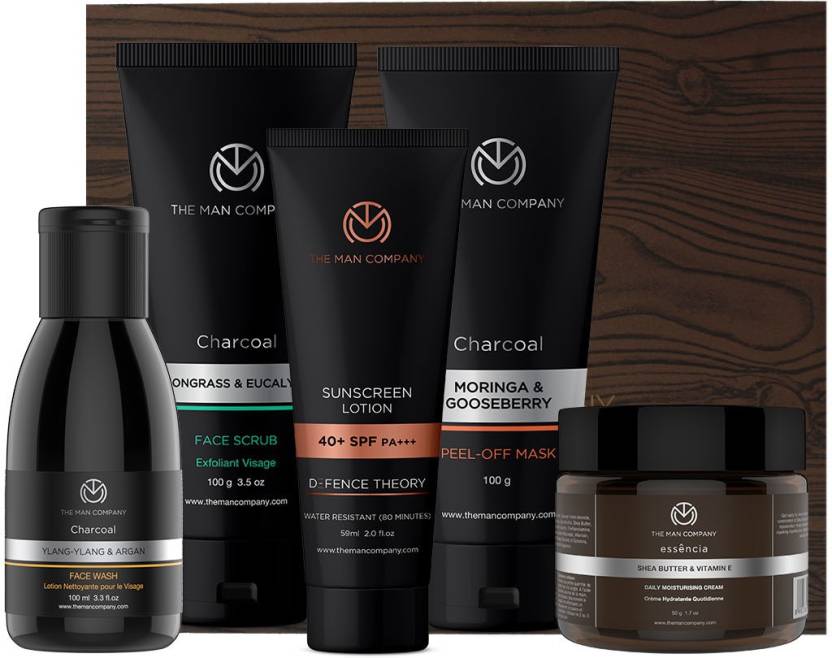 THE MAN COMP
Charcoal
ONGRASS & EUCALY
FACE SCRUB
Exfoliant Visage
100 g 3.5 oz
www.themancompany.com
MAN COMPANY
Charcoal
MORINGA &
GOOSEBERRY
PEEL-OFF MASK
100 g
www.themancompany.com
THE MAN COMPANY
SUNSCREEN
LOTION
40+ SPF PA+++
D-FENCE THEORY
WATER RESISTANT (80 MINUTES)
59ml 2.0 fl.oz
www.themancompany.com
THE MAN COMPANY
Charcoal
YLANG-YLANG & ARGAN
FACE WASH
Lotion Nettoyante pour le Visage
100 ml 3.3 fl.oz
www.themancompany.com
THE MAN COMPANY
essência
SHEA BUTTER & VITAMIN E
DAILY MOISTURISING CREAM
Crème Hydratante Quotidienne
50 g 1.7 oz
www.themancompany.com